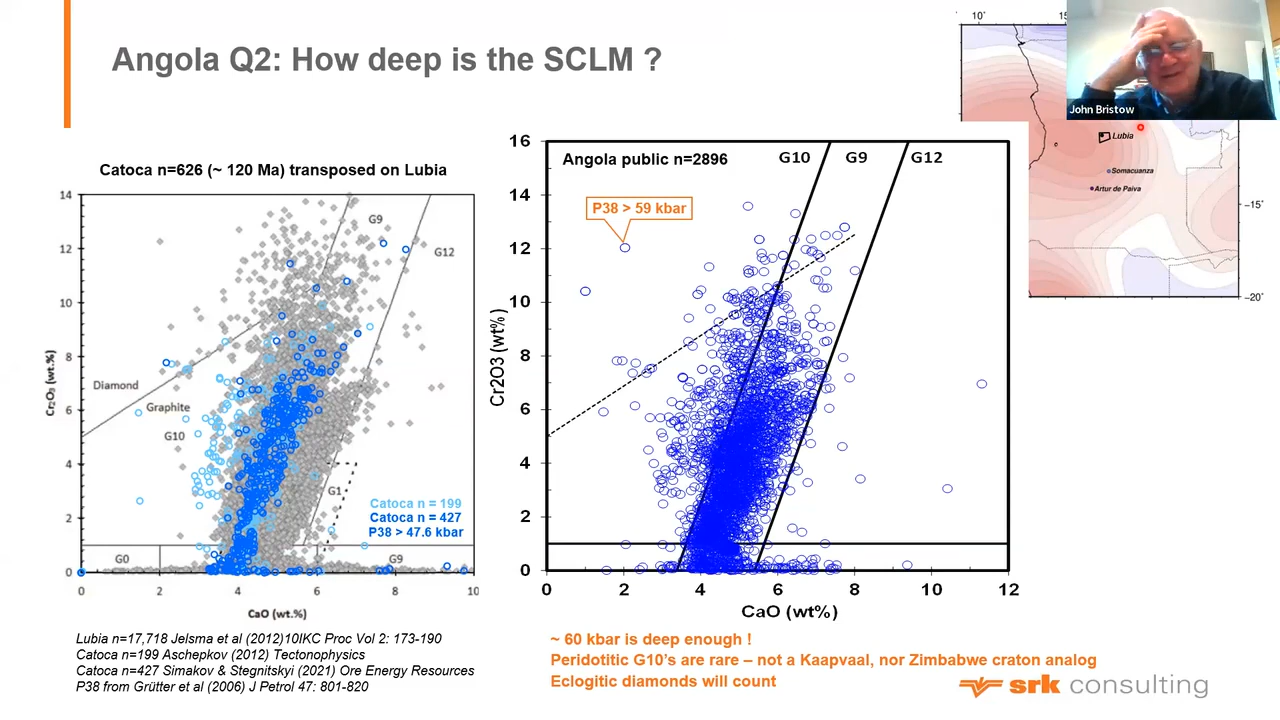 Angola Q2: How deep is the SCLM ?
10˚
15
John Bristow
Lubia
Somacuanza
Artur de Paiva
−15˚
−20˚
Catoca n=626 (~ 120 Ma) transposed on Lubia
14
12
10
8
6
4
2
0
Cr₂O₃ (wt.%)
G9
G12
Diamond
Graphite
G10
G1
Catoca n = 199
Catoca n = 427
P38 > 47.6 kbar
G0
G9
0
2
4
6
8
10
CaO (wt.%)
Angola public n=2896
G10
G9
G12
P38 > 59 kbar
16
14
12
10
8
6
4
2
0
Cr2O3 (wt%)
0
2
4
6
8
10
12
CaO (wt%)
Lubia n=17,718 Jelsma et al (2012)10IKC Proc Vol 2: 173-190
Catoca n=199 Aschepkov (2012) Tectonophysics
Catoca n=427 Simakov & Stegnitskyi (2021) Ore Energy Resources
P38 from Grütter et al (2006) J Petrol 47: 801-820
~ 60 kbar is deep enough !
Peridotitic G10's are rare – not a Kaapvaal, nor Zimbabwe craton analog
Eclogitic diamonds will count
srk consulting